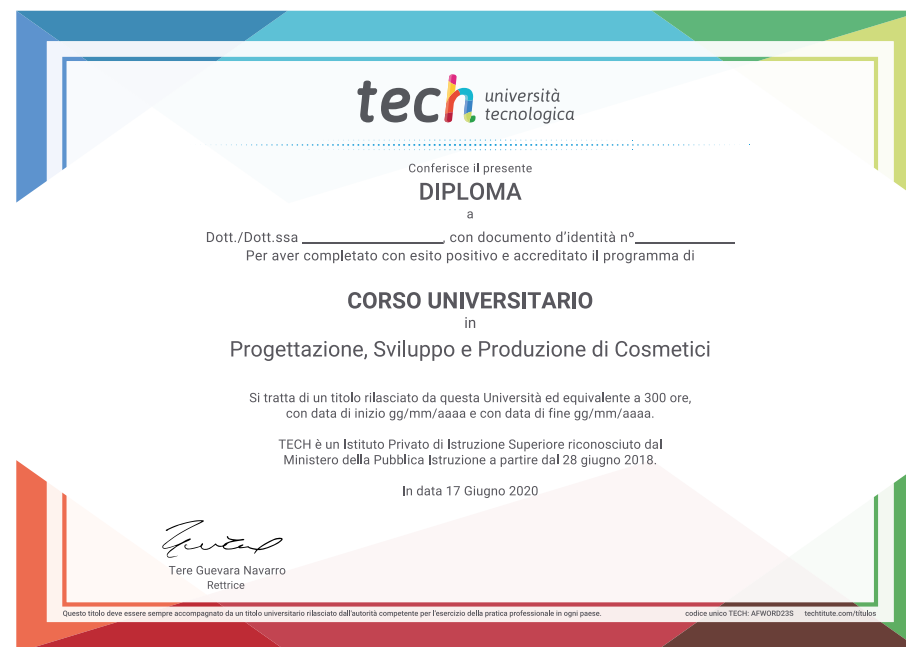 tech università
tecnologica
Conferisce il presente
DIPLOMA
a
Dott./Dott.ssa ________________, con documento d'identità nº____________
Per aver completato con esito positivo e accreditato il programma di
CORSO UNIVERSITARIO
in
Progettazione, Sviluppo e Produzione di Cosmetici
Si tratta di un titolo rilasciato da questa Università ed equivalente a 300 ore,
con data di inizio gg/mm/aaaa e con data di fine gg/mm/aaaa.
TECH è un Istituto Privato di Istruzione Superiore riconosciuto dal
Ministero della Pubblica Istruzione a partire dal 28 giugno 2018.
In data 17 Giugno 2020
Tere Guevara Navarro
Rettrice
Questo titolo deve essere sempre accompagnato da un titolo universitario rilasciato dall'autorità competente per l'esercizio della pratica professionale in ogni paese. codice unico TECH: AFWORD23S techtitute.com/títulos